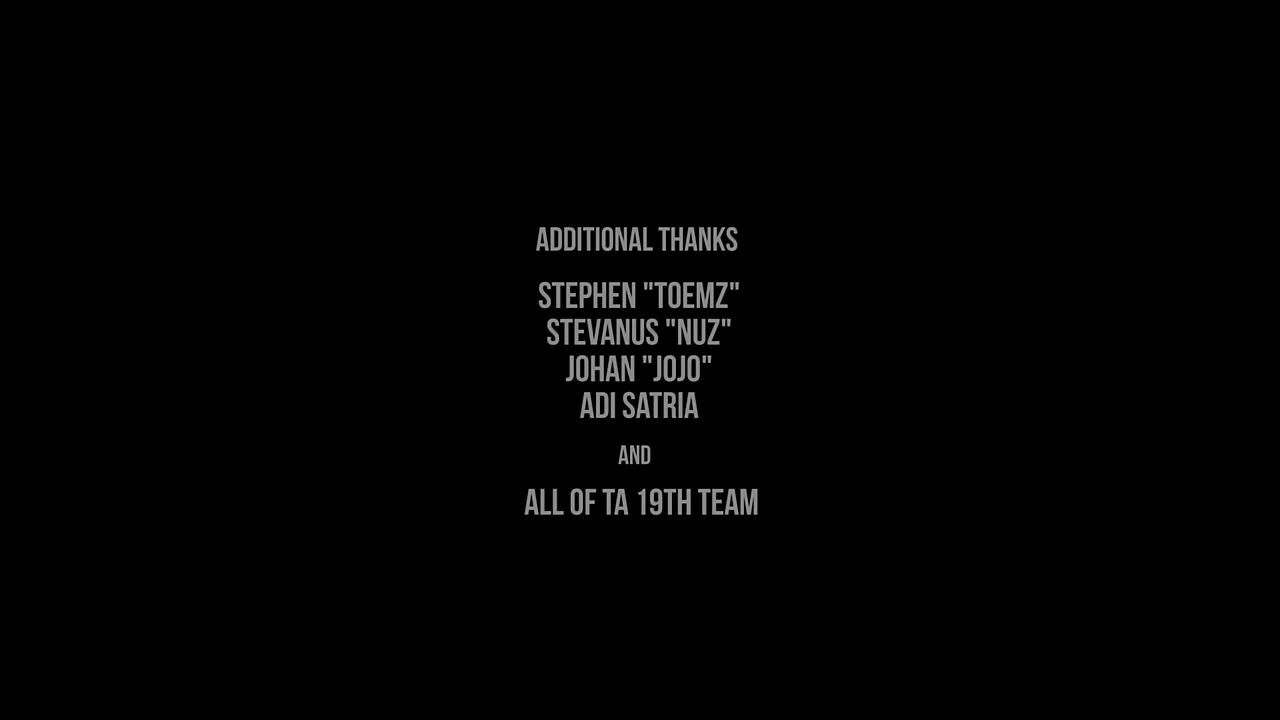 ADDITIONAL THANKS
STEPHEN "TOEMZ"
STEVANUS "NUZ"
JOHAN "JOJO"
ADI SATRIA
AND
ALL OF TA 19TH TEAM